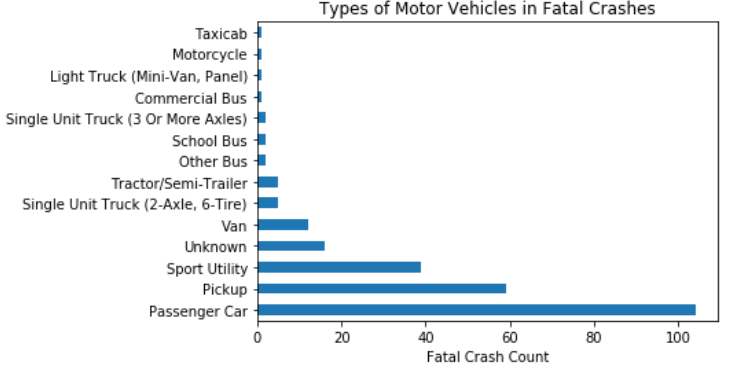 Types of Motor Vehicles in Fatal Crashes
Taxicab
Motorcycle
Light Truck (Mini-Van, Panel)
Commercial Bus
Single Unit Truck (3 Or More Axles)
School Bus
Other Bus
Tractor/Semi-Trailer
Single Unit Truck (2-Axle, 6-Tire)
Van
Unknown
Sport Utility
Pickup
Passenger Car
0 20 40 60 80 100
Fatal Crash Count